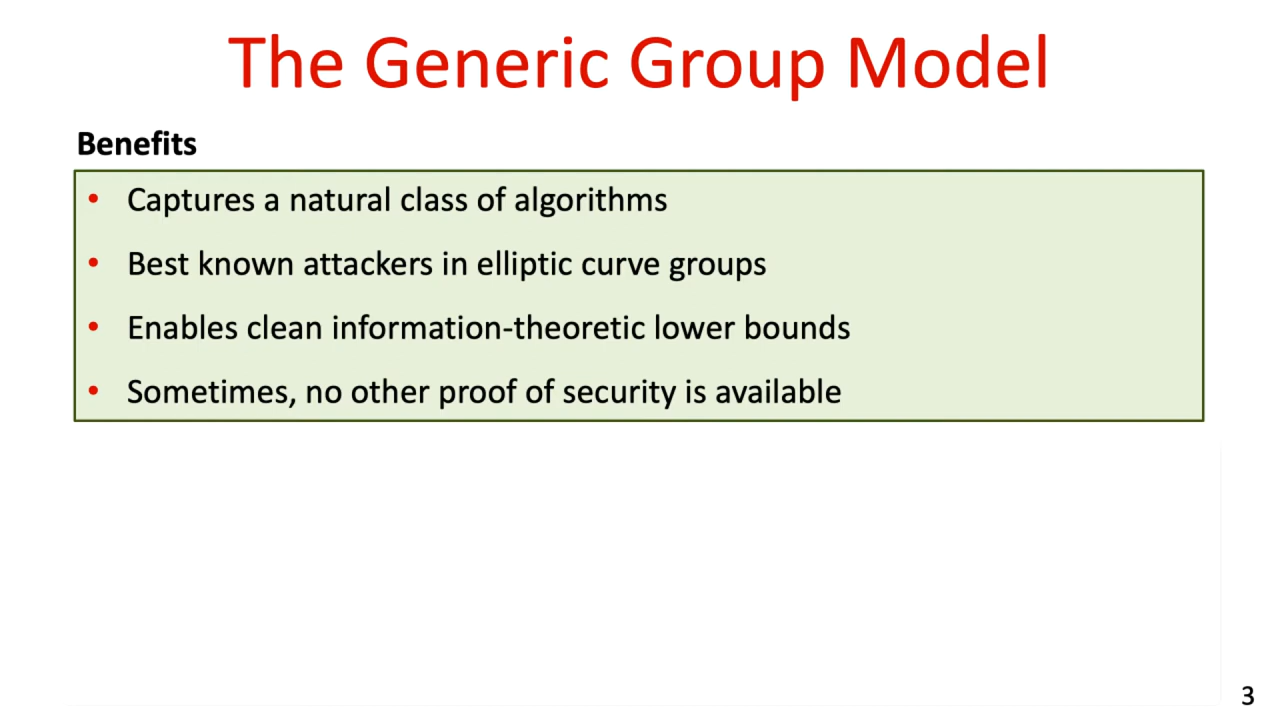 The Generic Group Model
Benefits
• Captures a natural class of algorithms
• Best known attackers in elliptic curve groups
• Enables clean information-theoretic lower bounds
• Sometimes, no other proof of security is available
3